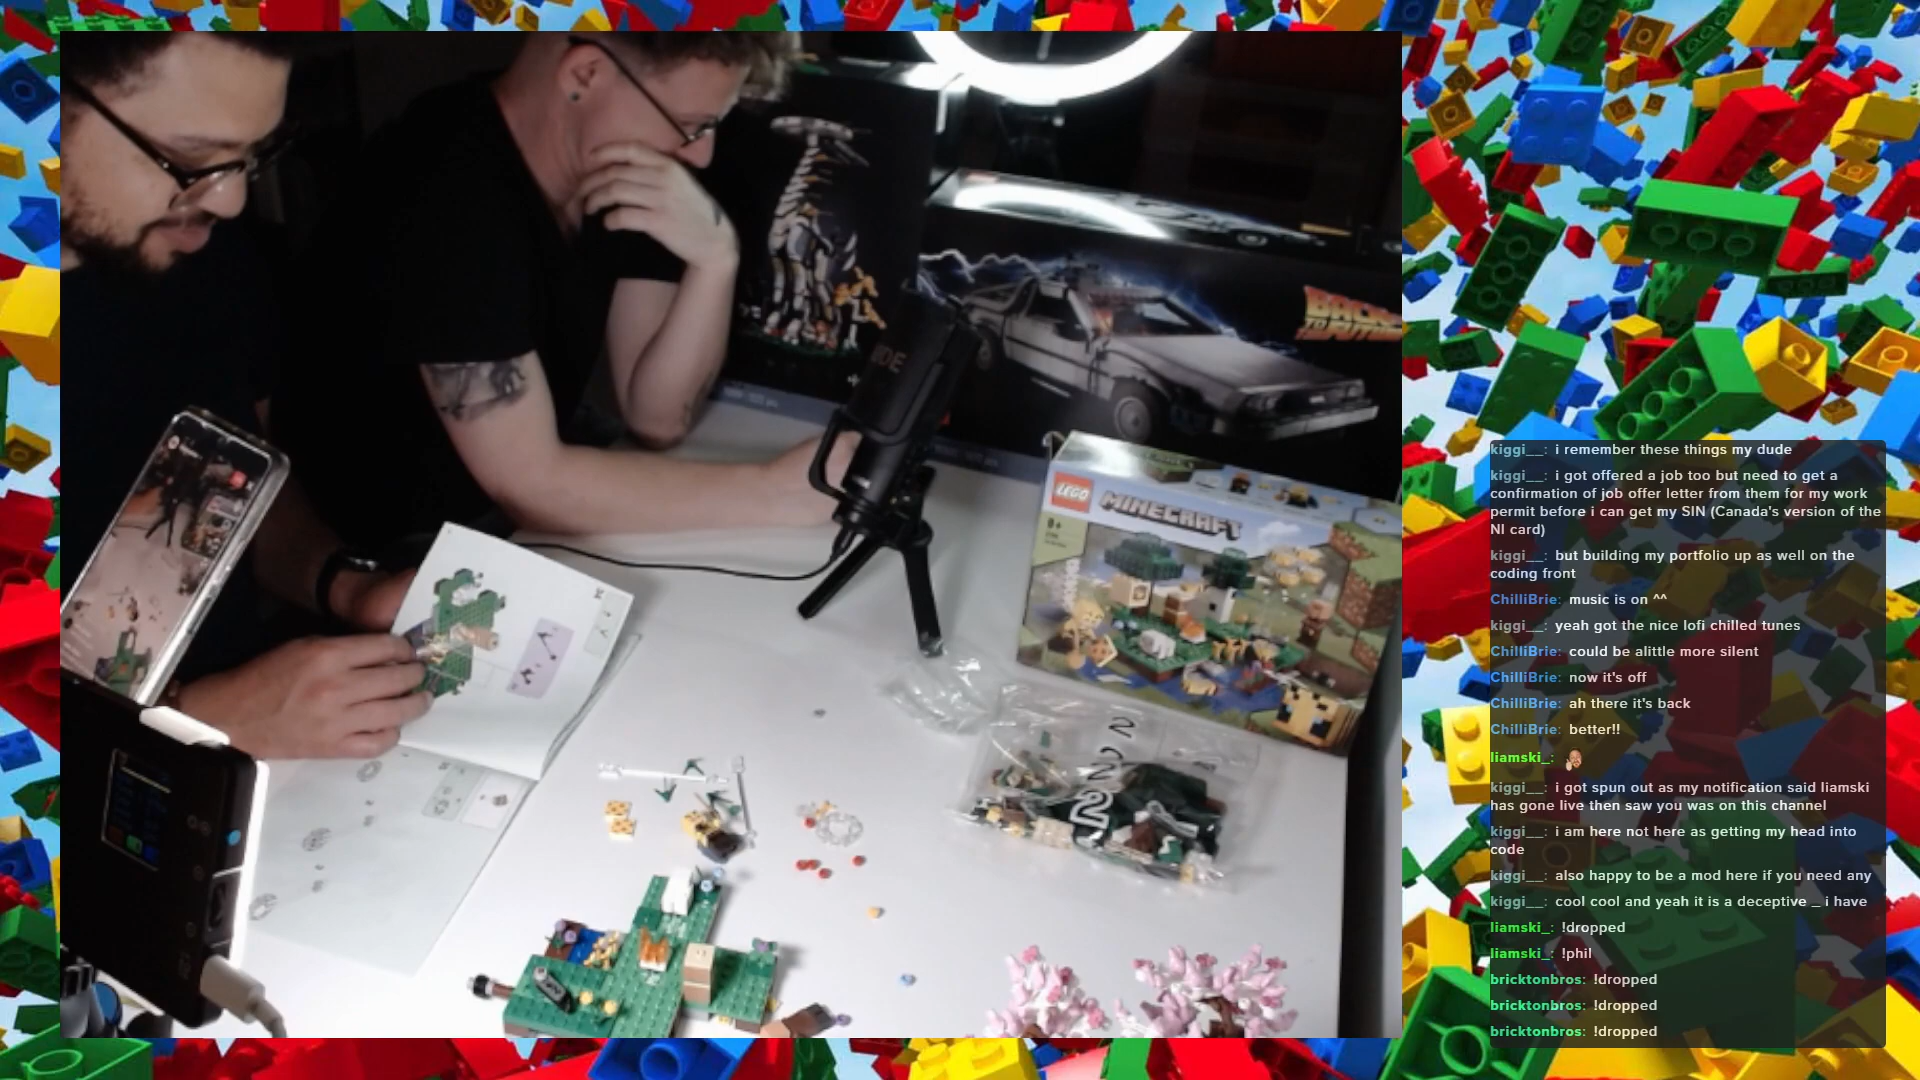 BACK
TO THE
FUTURE
LEGO
MINECRAFT
8+
2
2
2
2
kiggi__: i remember these things my dude
kiggi__: i got offered a job too but need to get a
confirmation of job offer letter from them for my work
permit before i can get my SIN (Canada's version of the
NI card)
kiggi__: but building my portfolio up as well on the
coding front
ChilliBrie: music is on ^^
kiggi__: yeah got the nice lofi chilled tunes
ChilliBrie: could be alittle more silent
ChilliBrie: now it's off
ChilliBrie: ah there it's back
ChilliBrie: better!!
liamski_:
kiggi__: i got spun out as my notification said liamski
has gone live then saw you was on this channel
kiggi__: i am here not here as getting my head into
code
kiggi__: also happy to be a mod here if you need any
kiggi__: cool cool and yeah it is a deceptive _ i have
liamski_: !dropped
liamski_: !phil
bricktonbros: !dropped
bricktonbros: !dropped
bricktonbros: !dropped